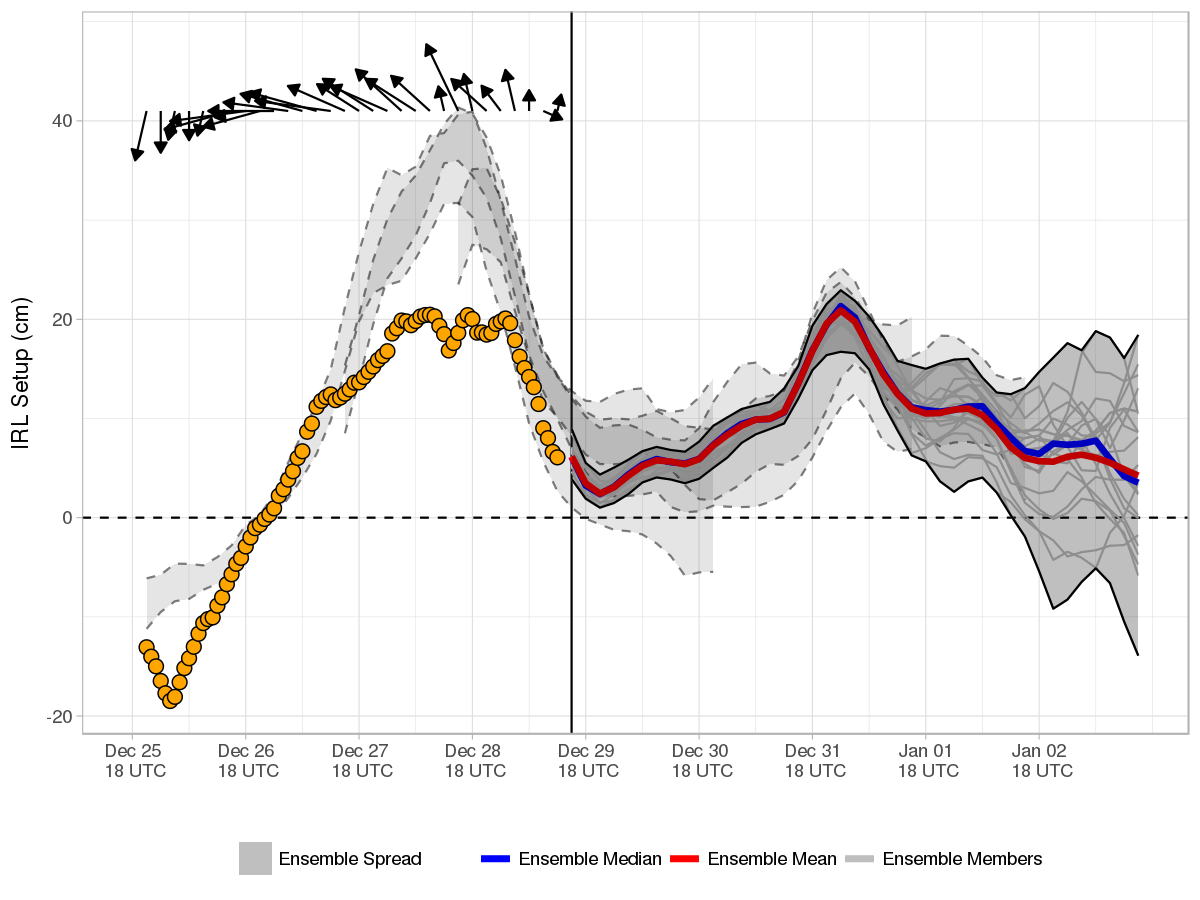 IRL Setup (cm)
40
20
0
-20
Dec 25 Dec 26 Dec 27 Dec 28 Dec 29 Dec 30 Dec 31 Jan 01 Jan 02
18 UTC 18 UTC 18 UTC 18 UTC 18 UTC 18 UTC 18 UTC 18 UTC 18 UTC
Ensemble Spread Ensemble Median Ensemble Mean Ensemble Members